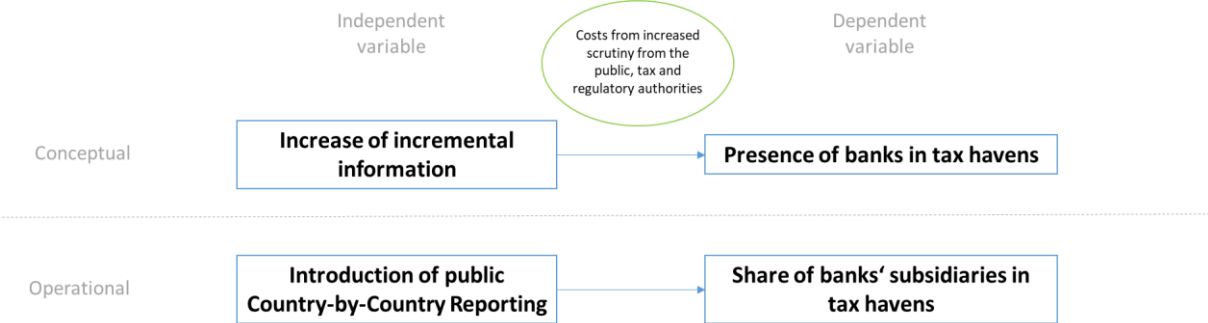 Independent
variable
Costs from increased
scrutiny from the
public, tax and
regulatory authorities
Dependent
variable
Conceptual
Increase of incremental
information
Presence of banks in tax havens
Operational
Introduction of public
Country-by-Country Reporting
Share of banks‘ subsidiaries in
tax havens